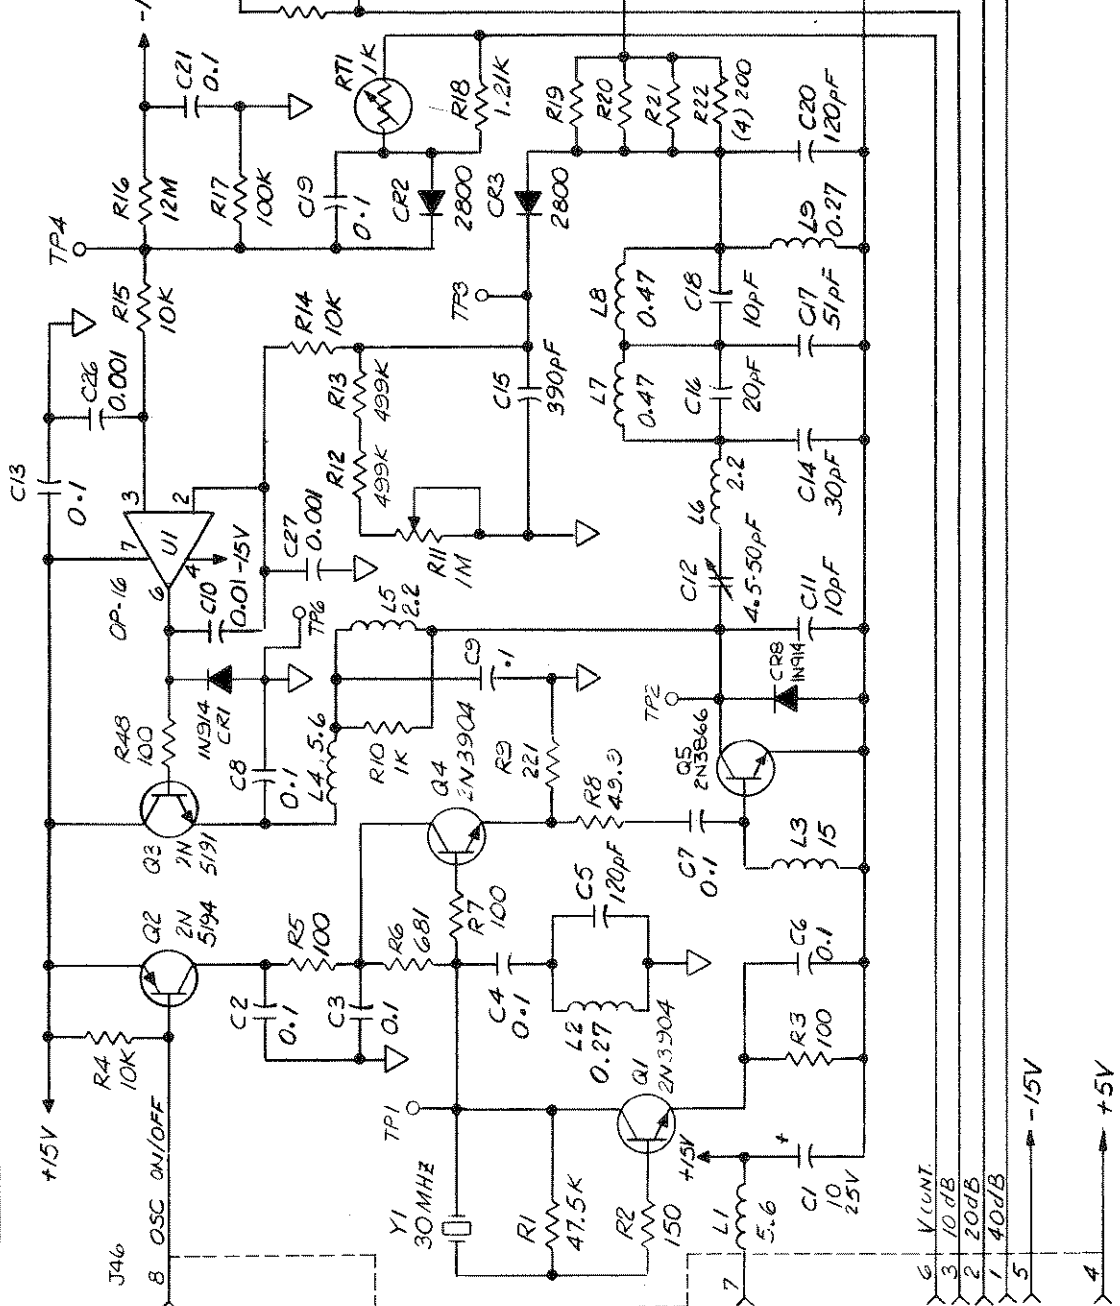 J46
8 OSC ON/OFF
+15V
R4
10K
Q2
2N
5194
Q3
2N
5191
R48
100
1N914
CR1
C8
0.1
L4 5.6
C10
0.01
-15V
OP-16
U1
7
6
4
3
2
C13
0.1
C26
0.001
R15
10K
TP4
R16
12M
R17
100K
C21
0.1
C19
0.1
CR2
2800
RT1
1K
R18
1.21K
CR3
2800
TP3
R14
10K
R13
499K
R12
499K
R11
1M
C27
0.001
TP6
L5
2.2
C15
390pF
R19
R20
R21
R22
(4) 200
C20
120pF
L9
0.27
L8
0.47
C18
10pF
C17
51pF
L7
0.47
C16
20pF
C14
30pF
L6
2.2
C12
4.5-50pF
C11
10pF
CR8
1N914
TP2
Q5
2N3866
C9
.1
R10
1K
Q4
2N3904
R9
221
R8
49.9
C7
0.1
L3
15
R5
100
R6
681
R7
100
C2
0.1
C3
0.1
C4
0.1
C5
120pF
L2
0.27
C6
0.1
R3
100
Q1
2N3904
TP1
Y1
30MHZ
R1
47.5K
R2
150
+15V
L1
5.6
C1
+
10
25V
7
6 VCONT.
3 10dB
2 20dB
1 40dB
5 -15V
4 +5V